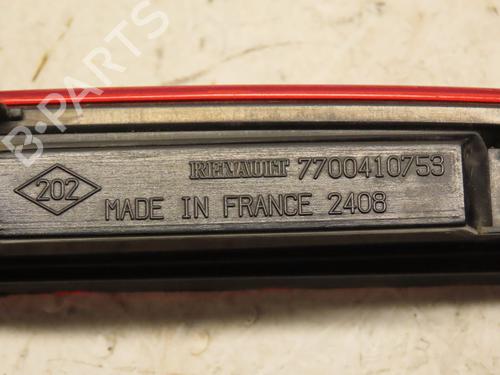 B-PARTS
202
RENAULT 7700410753
MADE IN FRANCE 2408